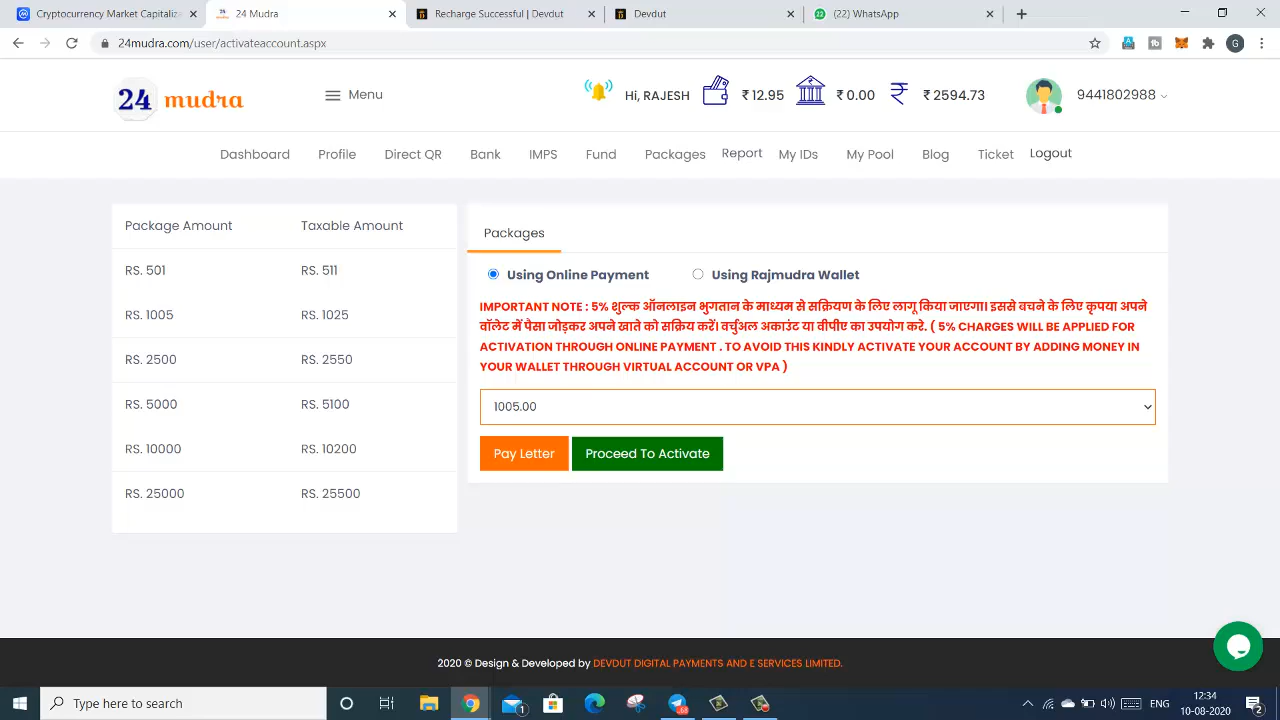 Cryptocurrency Market Capitaliz
24 Mudra
Recharge Successful | Devdut
Devdut
(22) WhatsApp
24mudra.com/user/activateaccount.aspx
G
24 mudra
Menu
Hi, RAJESH
₹ 12.95
₹ 0.00
₹ 2594.73
9441802988
Dashboard Profile Direct QR Bank IMPS Fund Packages Report My IDs My Pool Blog Ticket Logout
Package Amount Taxable Amount
RS. 501 RS. 511
RS. 1005 RS. 1025
RS. 2500 RS. 2550
RS. 5000 RS. 5100
RS. 10000 RS. 10200
RS. 25000 RS. 25500
Packages
Using Online Payment Using Rajmudra Wallet
IMPORTANT NOTE : 5% शुल्क ऑनलाइन भुगतान के माध्यम से सक्रियण के लिए लागू किया जाएगा। इससे बचने के लिए कृपया अपने
वॉलेट में पैसा जोड़कर अपने खाते को सक्रिय करें। वर्चुअल अकाउंट या वीपीए का उपयोग करे. ( 5% CHARGES WILL BE APPLIED FOR
ACTIVATION THROUGH ONLINE PAYMENT . TO AVOID THIS KINDLY ACTIVATE YOUR ACCOUNT BY ADDING MONEY IN
YOUR WALLET THROUGH VIRTUAL ACCOUNT OR VPA )
1005.00
Pay Letter Proceed To Activate
2020 © Design & Developed by DEVDUT DIGITAL PAYMENTS AND E SERVICES LIMITED.
Type here to search
ENG
12:34
10-08-2020